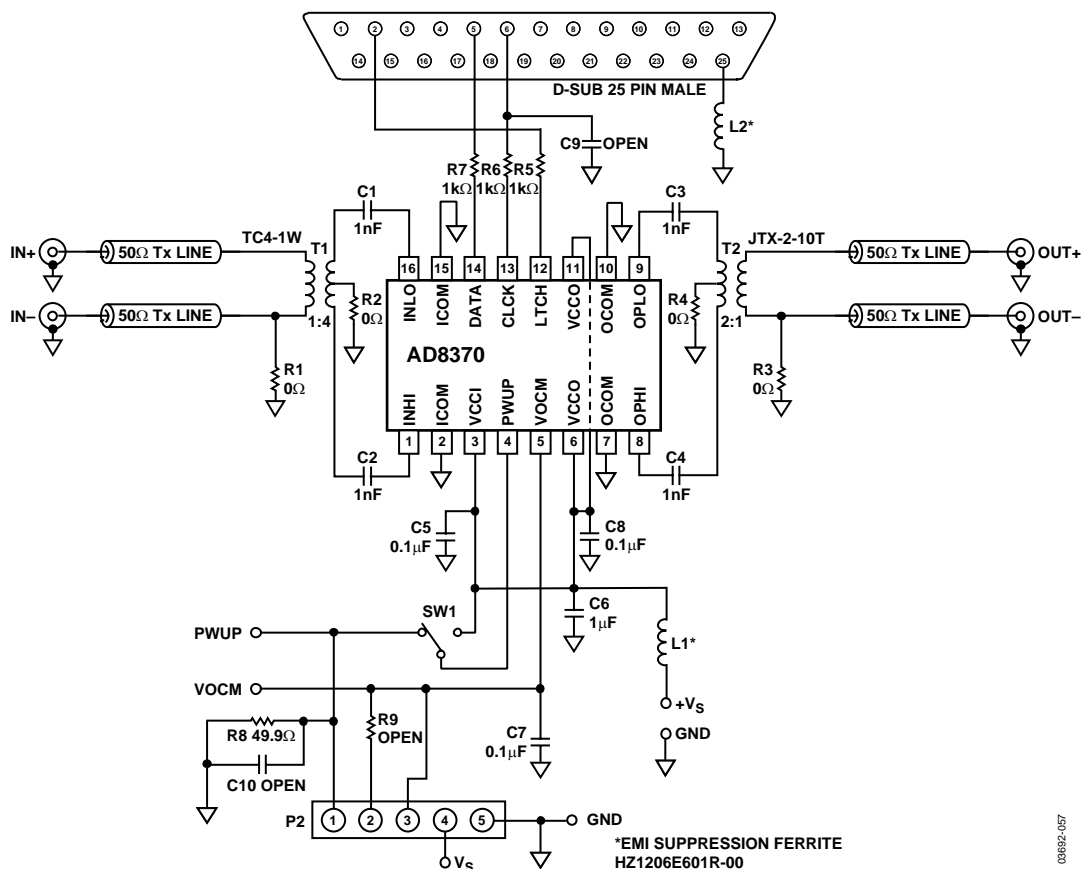 1 2 3 4 5 6 7 8 9 10 11 12 13
14 15 16 17 18 19 20 21 22 23 24 25
D-SUB 25 PIN MALE
L2*
C9 OPEN
R7 R6 R5
1kΩ 1kΩ 1kΩ
C1
1nF
C3
1nF
IN+
50Ω Tx LINE
TC4-1W
T1
T2
JTX-2-10T
50Ω Tx LINE
OUT+
16 15 14 13 12 11 10 9
INLO ICOM DATA CLCK LTCH VCCO OCOM OPLO
R2
0Ω
R4
0Ω
IN–
50Ω Tx LINE
1:4
2:1
50Ω Tx LINE
OUT–
AD8370
R1
0Ω
R3
0Ω
INHI ICOM VCCI PWUP VOCM VCCO OCOM OPHI
1 2 3 4 5 6 7 8
C2
1nF
C4
1nF
C5
0.1µF
C8
0.1µF
SW1
C6
1µF
PWUP
L1*
VOCM
+VS
R8 49.9Ω
R9
OPEN
C7
0.1µF
GND
C10 OPEN
P2
1 2 3 4 5
GND
VS
*EMI SUPPRESSION FERRITE
HZ1206E601R-00
03692-057